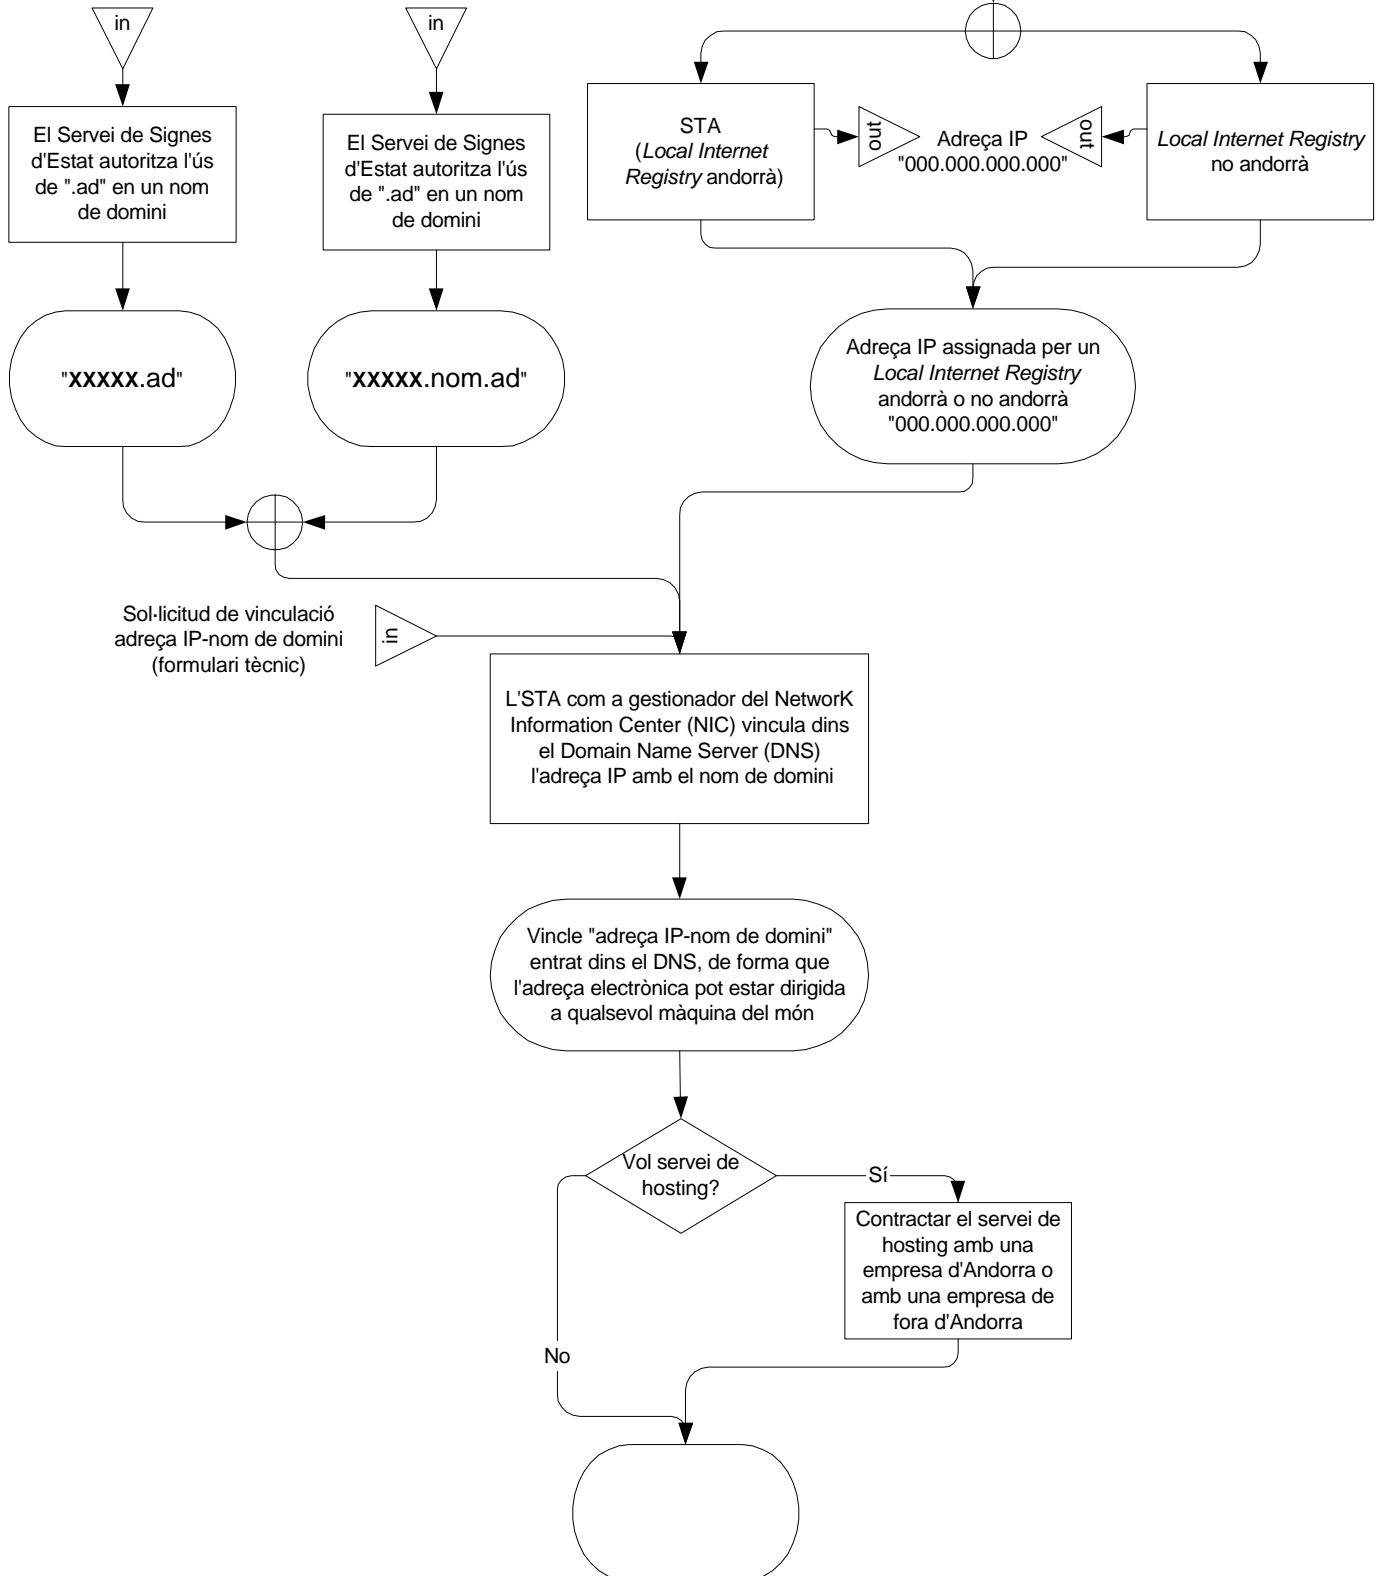 in
in
El Servei de Signes
d'Estat autoritza l'ús
de ".ad" en un nom
de domini
El Servei de Signes
d'Estat autoritza l'ús
de ".ad" en un nom
de domini
STA
(Local Internet
Registry andorrà)
out
Adreça IP
"000.000.000.000"
out
Local Internet Registry
no andorrà
"xxxxx.ad"
"xxxxx.nom.ad"
Adreça IP assignada per un
Local Internet Registry
andorrà o no andorrà
"000.000.000.000"
Sol·licitud de vinculació
adreça IP-nom de domini
(formulari tècnic)
in
L'STA com a gestionador del NetworK
Information Center (NIC) vincula dins
el Domain Name Server (DNS)
l'adreça IP amb el nom de domini
Vincle "adreça IP-nom de domini"
entrat dins el DNS, de forma que
l'adreça electrònica pot estar dirigida
a qualsevol màquina del món
Vol servei de
hosting?
Sí
Contractar el servei de
hosting amb una
empresa d'Andorra o
amb una empresa de
fora d'Andorra
No